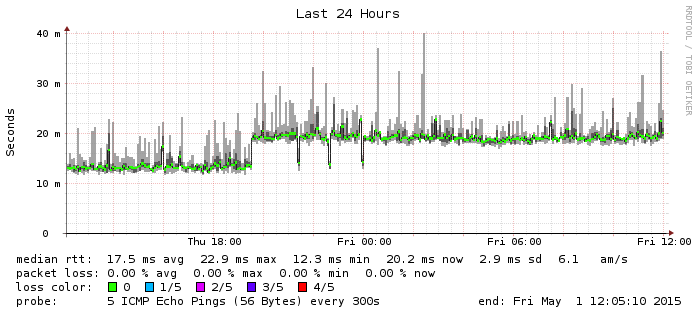 Last 24 Hours
RRDTOOL / TOBI OETIKER
Seconds
40 m
30 m
20 m
10 m
0
Thu 18:00 Fri 00:00 Fri 06:00 Fri 12:00
median rtt: 17.5 ms avg 22.9 ms max 12.3 ms min 20.2 ms now 2.9 ms sd 6.1 am/s
packet loss: 0.00 % avg 0.00 % max 0.00 % min 0.00 % now
loss color: 0 1/5 2/5 3/5 4/5
probe: 5 ICMP Echo Pings (56 Bytes) every 300s end: Fri May 1 12:05:10 2015